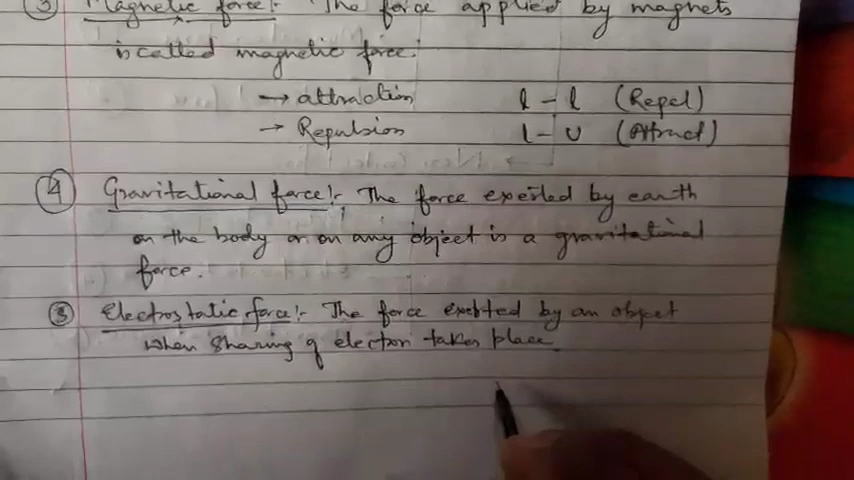 ③ Magnetic force:- The force applied by magnets
is called magnetic force.
→ attraction l - l (Repel)
→ Repulsion l - U (Attract)
④ Gravitational force:- The force exerted by earth
on the body or on any object is a gravitational
force.
⑤ Electrostatic force:- The force exerted by an object
when sharing of electron takes place.